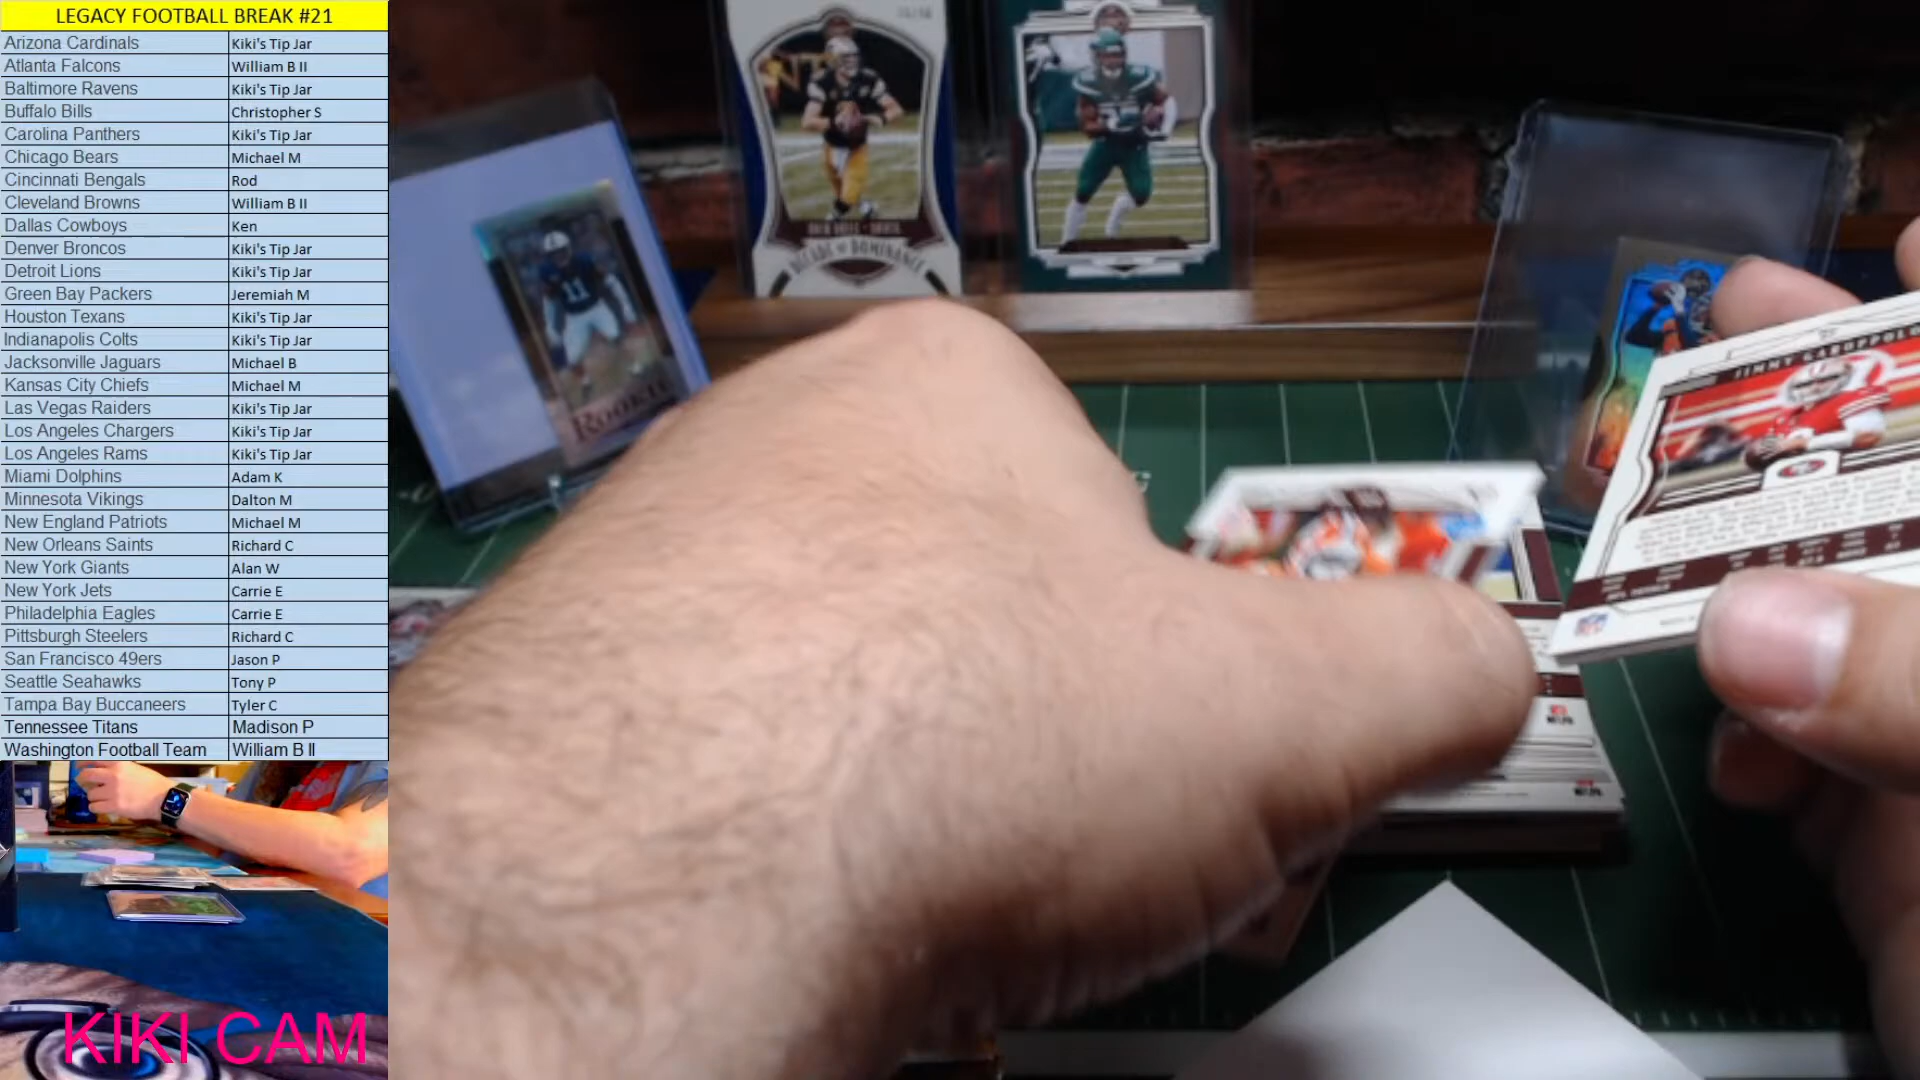 LEGACY FOOTBALL BREAK #21
Arizona Cardinals Kiki's Tip Jar
Atlanta Falcons William B II
Baltimore Ravens Kiki's Tip Jar
Buffalo Bills Christopher S
Carolina Panthers Kiki's Tip Jar
Chicago Bears Michael M
Cincinnati Bengals Rod
Cleveland Browns William B II
Dallas Cowboys Ken
Denver Broncos Kiki's Tip Jar
Detroit Lions Kiki's Tip Jar
Green Bay Packers Jeremiah M
Houston Texans Kiki's Tip Jar
Indianapolis Colts Kiki's Tip Jar
Jacksonville Jaguars Michael B
Kansas City Chiefs Michael M
Las Vegas Raiders Kiki's Tip Jar
Los Angeles Chargers Kiki's Tip Jar
Los Angeles Rams Kiki's Tip Jar
Miami Dolphins Adam K
Minnesota Vikings Dalton M
New England Patriots Michael M
New Orleans Saints Richard C
New York Giants Alan W
New York Jets Carrie E
Philadelphia Eagles Carrie E
Pittsburgh Steelers Richard C
San Francisco 49ers Jason P
Seattle Seahawks Tony P
Tampa Bay Buccaneers Tyler C
Tennessee Titans Madison P
Washington Football Team William B II
KIKI CAM
DECADE OF DOMINANCE
ROOKIE
JIMMY GAROPPOLO